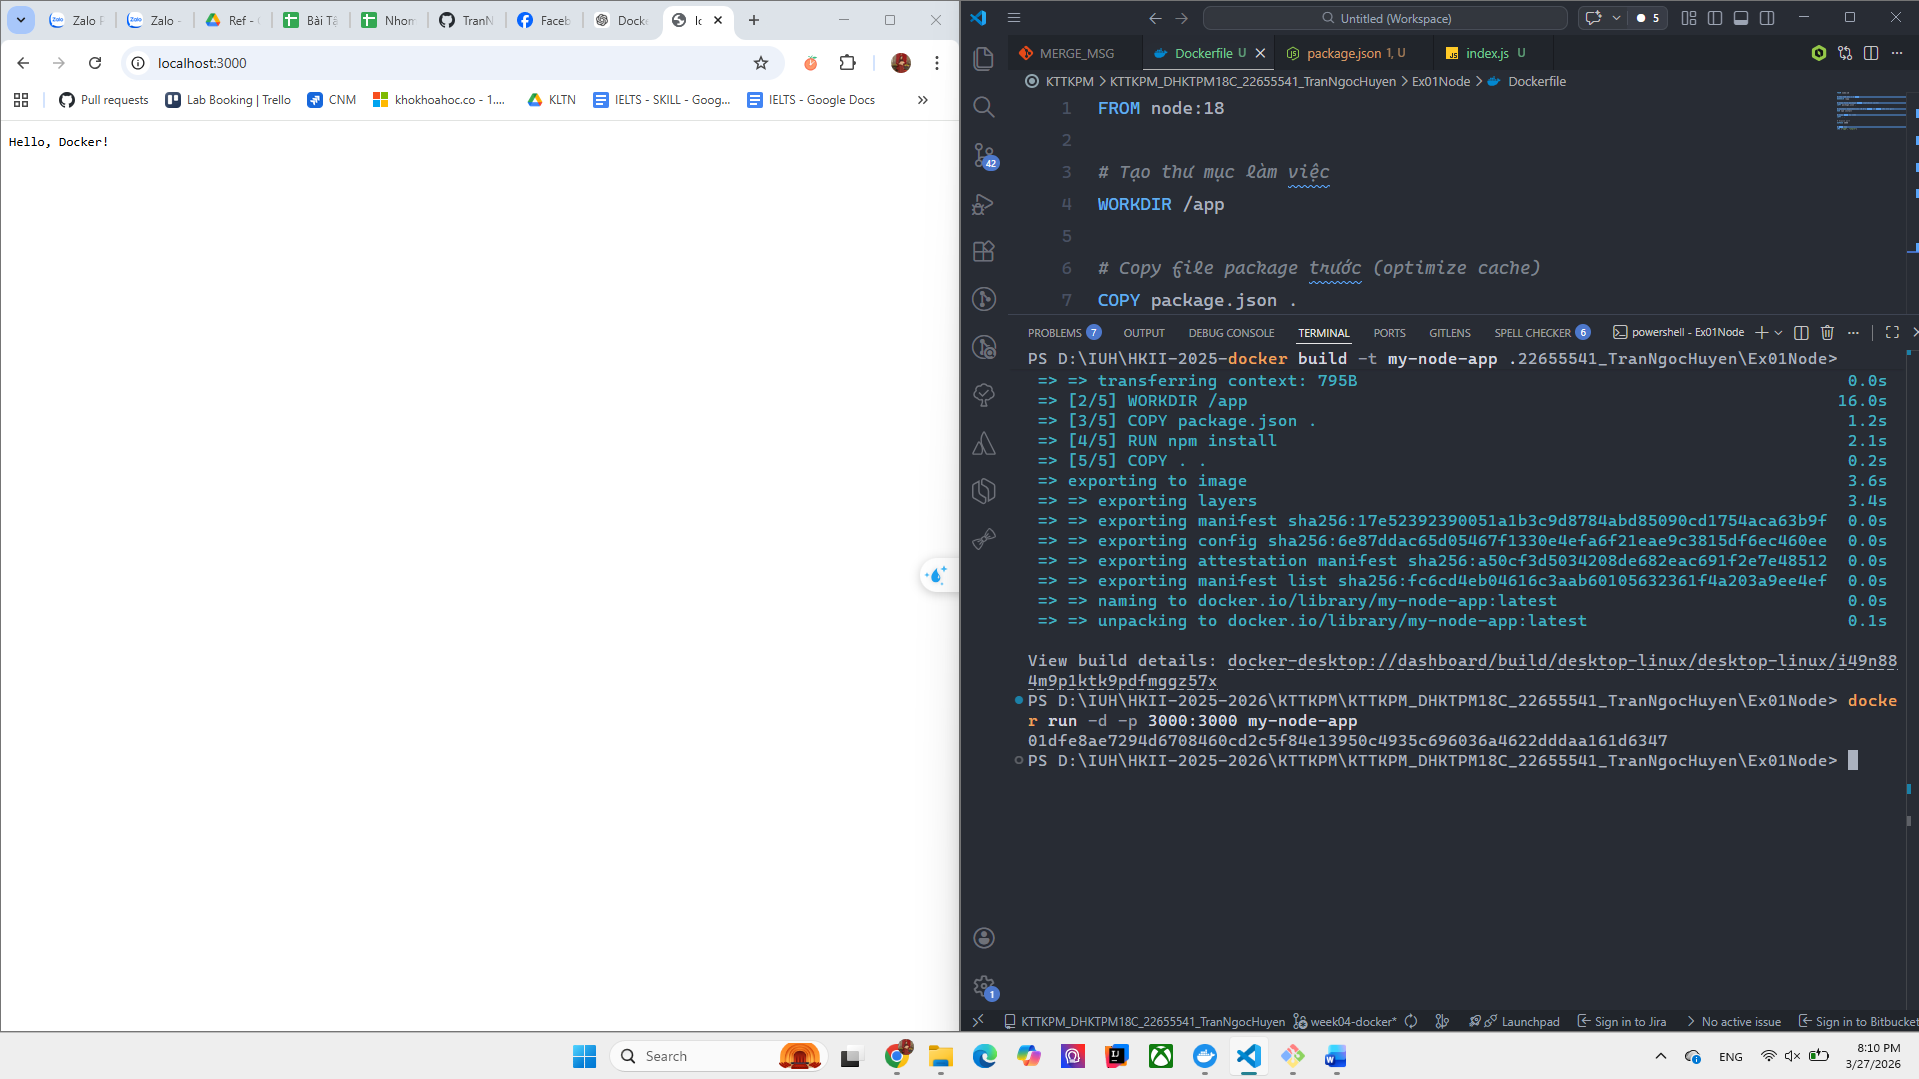 Zalo
Zalo -
Ref -
Bài Tậ
Nhom
TranN
Faceb
Docke
lo
localhost:3000
Pull requests
Lab Booking | Trello
CNM
khokhoahoc.co - 1....
KLTN
IELTS - SKILL - Goog...
IELTS - Google Docs
Hello, Docker!
Untitled (Workspace)
5
MERGE_MSG
Dockerfile U
package.json 1, U
JS index.js U
KTTKPM > KTTKPM_DHKTPM18C_22655541_TranNgocHuyen > Ex01Node > Dockerfile
1 FROM node:18
2
3 # Tạo thư mục làm việc
4 WORKDIR /app
5
6 # Copy file package trước (optimize cache)
7 COPY package.json .
42
PROBLEMS 7 OUTPUT DEBUG CONSOLE TERMINAL PORTS GITLENS SPELL CHECKER 6 powershell - Ex01Node
PS D:\IUH\HKII-2025-docker build -t my-node-app .22655541_TranNgocHuyen\Ex01Node>
=> => transferring context: 795B 0.0s
=> [2/5] WORKDIR /app 16.0s
=> [3/5] COPY package.json . 1.2s
=> [4/5] RUN npm install 2.1s
=> [5/5] COPY . . 0.2s
=> exporting to image 3.6s
=> => exporting layers 3.4s
=> => exporting manifest sha256:17e52392390051a1b3c9d8784abd85090cd1754aca63b9f 0.0s
=> => exporting config sha256:6e87ddac65d05467f1330e4efa6f21eae9c3815df6ec460ee 0.0s
=> => exporting attestation manifest sha256:a50cf3d5034208de682eac691f2e7e48512 0.0s
=> => exporting manifest list sha256:fc6cd4eb04616c3aab60105632361f4a203a9ee4ef 0.0s
=> => naming to docker.io/library/my-node-app:latest 0.0s
=> => unpacking to docker.io/library/my-node-app:latest 0.1s
View build details: docker-desktop://dashboard/build/desktop-linux/desktop-linux/i49n88
4m9p1ktk9pdfmggz57x
PS D:\IUH\HKII-2025-2026\KTTKPM\KTTKPM_DHKTPM18C_22655541_TranNgocHuyen\Ex01Node> docke
r run -d -p 3000:3000 my-node-app
01dfe8ae7294d6708460cd2c5f84e13950c4935c696036a4622dddaa161d6347
PS D:\IUH\HKII-2025-2026\KTTKPM\KTTKPM_DHKTPM18C_22655541_TranNgocHuyen\Ex01Node>
1
KTTKPM_DHKTPM18C_22655541_TranNgocHuyen week04-docker* Launchpad Sign in to Jira No active issue Sign in to Bitbucket
Search
ENG
8:10 PM
3/27/2026